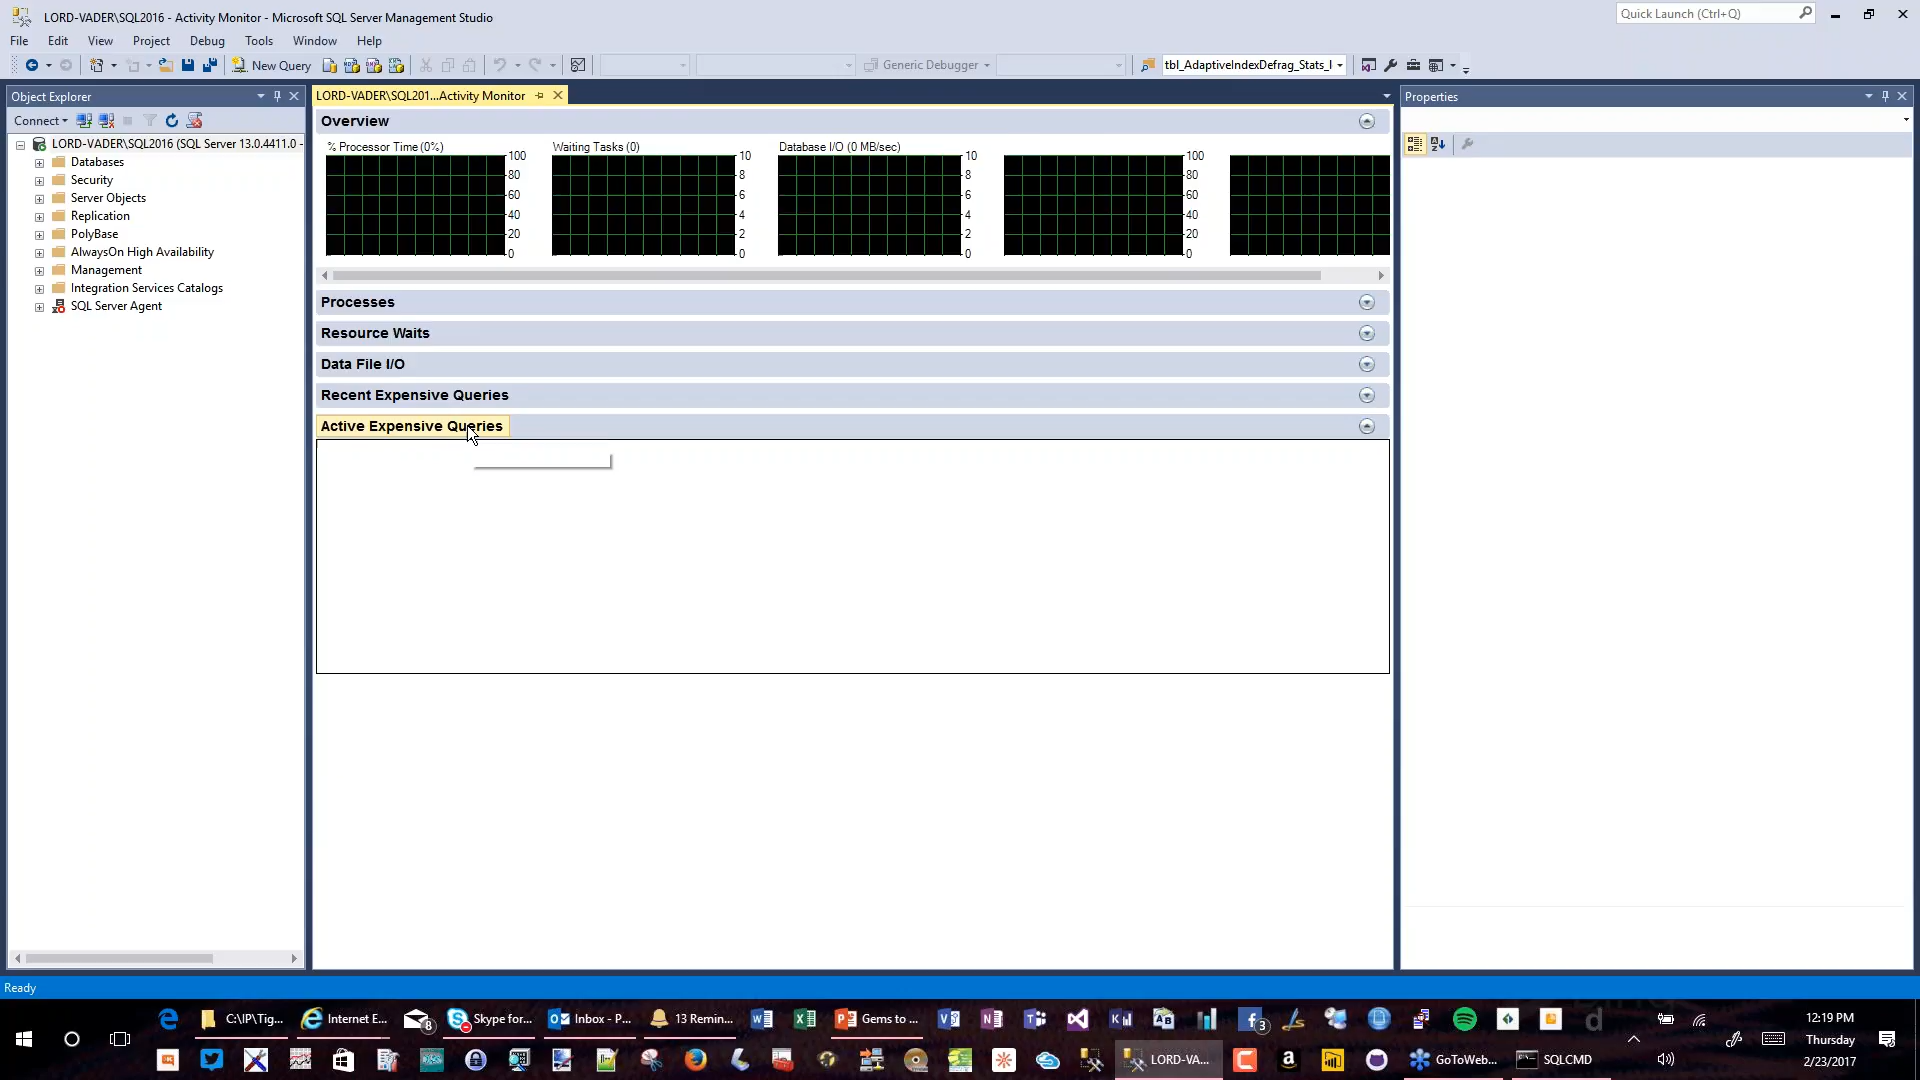 LORD-VADER\SQL2016 - Activity Monitor - Microsoft SQL Server Management Studio
Quick Launch (Ctrl+Q)
File Edit View Project Debug Tools Window Help
New Query
Generic Debugger
tbl_AdaptiveIndexDefrag_Stats_l
Object Explorer
Connect
LORD-VADER\SQL2016 (SQL Server 13.0.4411.0 -
Databases
Security
Server Objects
Replication
PolyBase
AlwaysOn High Availability
Management
Integration Services Catalogs
SQL Server Agent
LORD-VADER\SQL201...Activity Monitor
Overview
% Processor Time (0%)
100
80
60
40
20
0
Waiting Tasks (0)
10
8
6
4
2
0
Database I/O (0 MB/sec)
10
8
6
4
2
0
100
80
60
40
20
0
Processes
Resource Waits
Data File I/O
Recent Expensive Queries
Active Expensive Queries
Properties
Ready
C:\IP\Tig... Internet E... 8 Skype for... Inbox - P... 13 Remin... Gems to ... 3
12:19 PM
Thursday
2/23/2017
LORD-VA... GoToWeb... SQLCMD